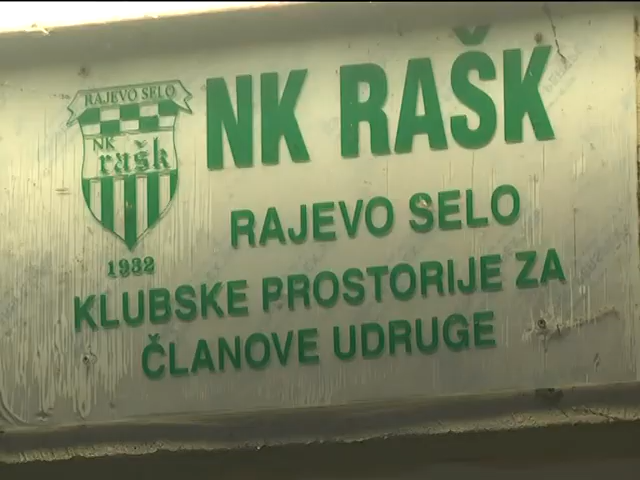 RAJEVO SELO
NK
rašk
1932
NK RAŠK
RAJEVO SELO
KLUBSKE PROSTORIJE ZA
ČLANOVE UDRUGE